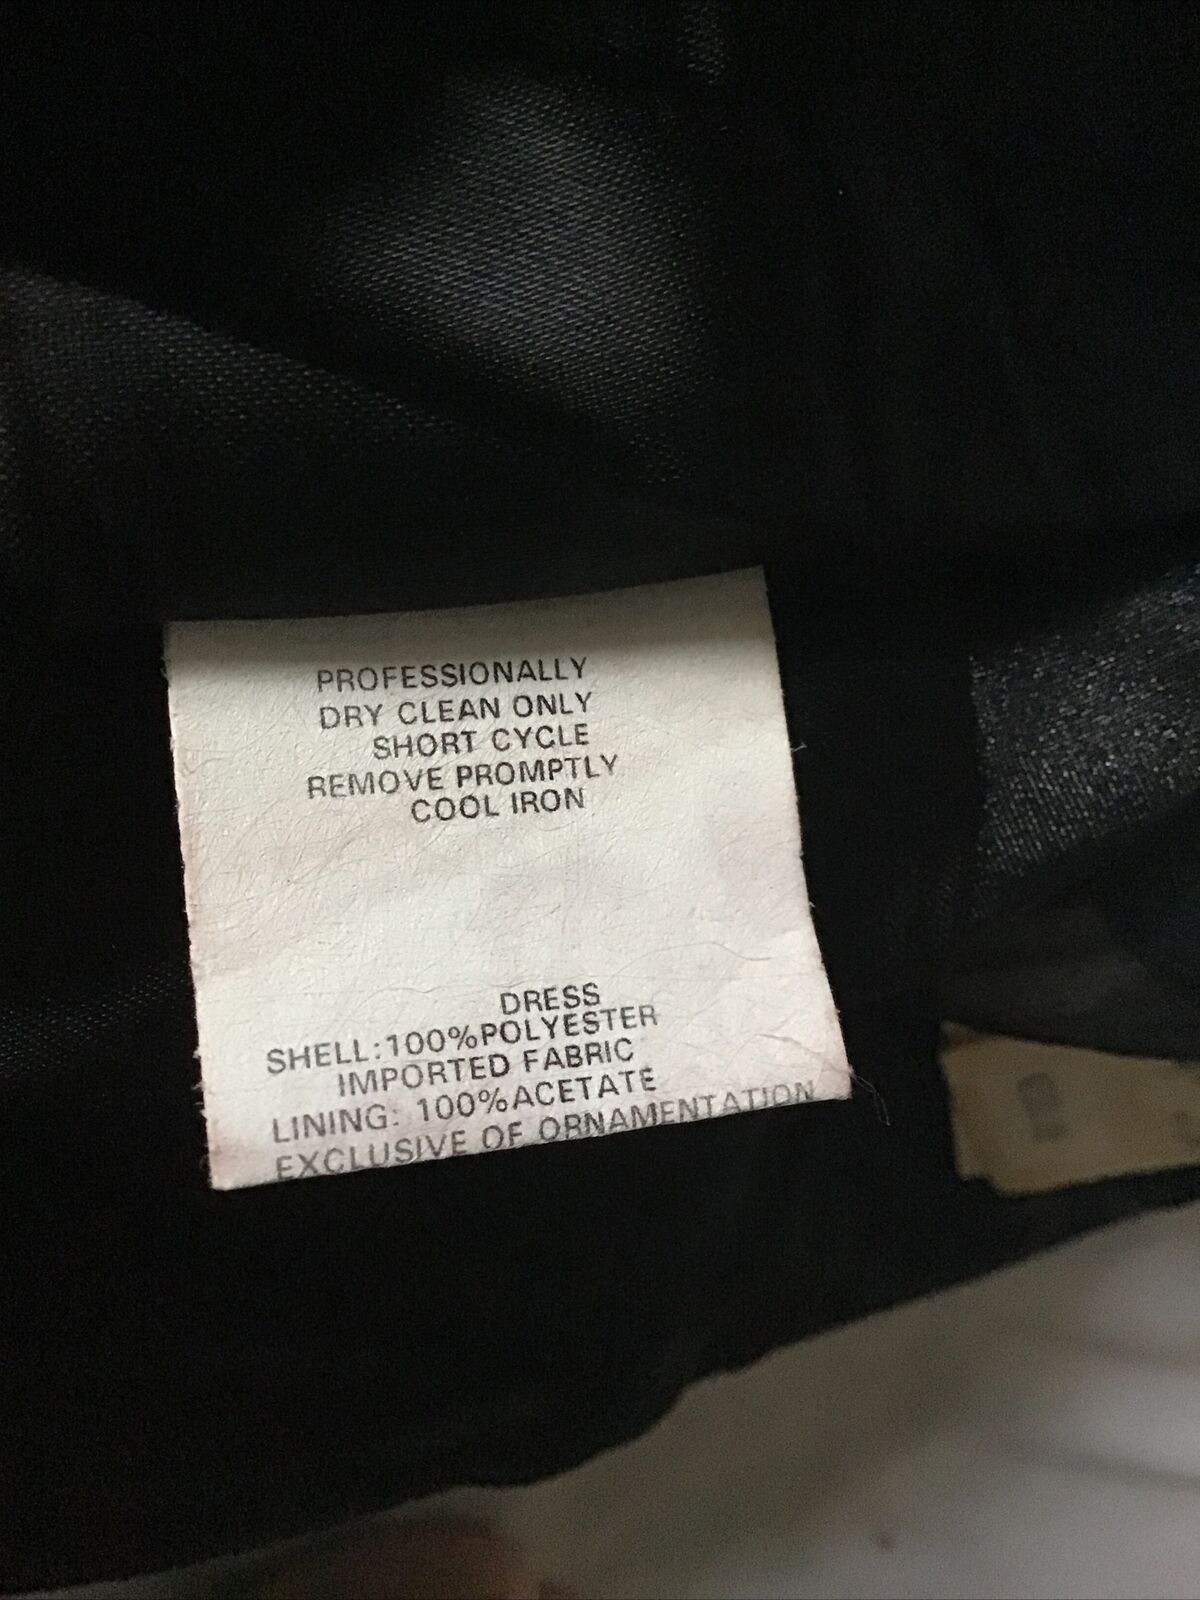 PROFESSIONALLY
DRY CLEAN ONLY
SHORT CYCLE
REMOVE PROMPTLY
COOL IRON
DRESS
SHELL:100%POLYESTER
IMPORTED FABRIC
LINING: 100%ACETATE
EXCLUSIVE OF ORNAMENTATION